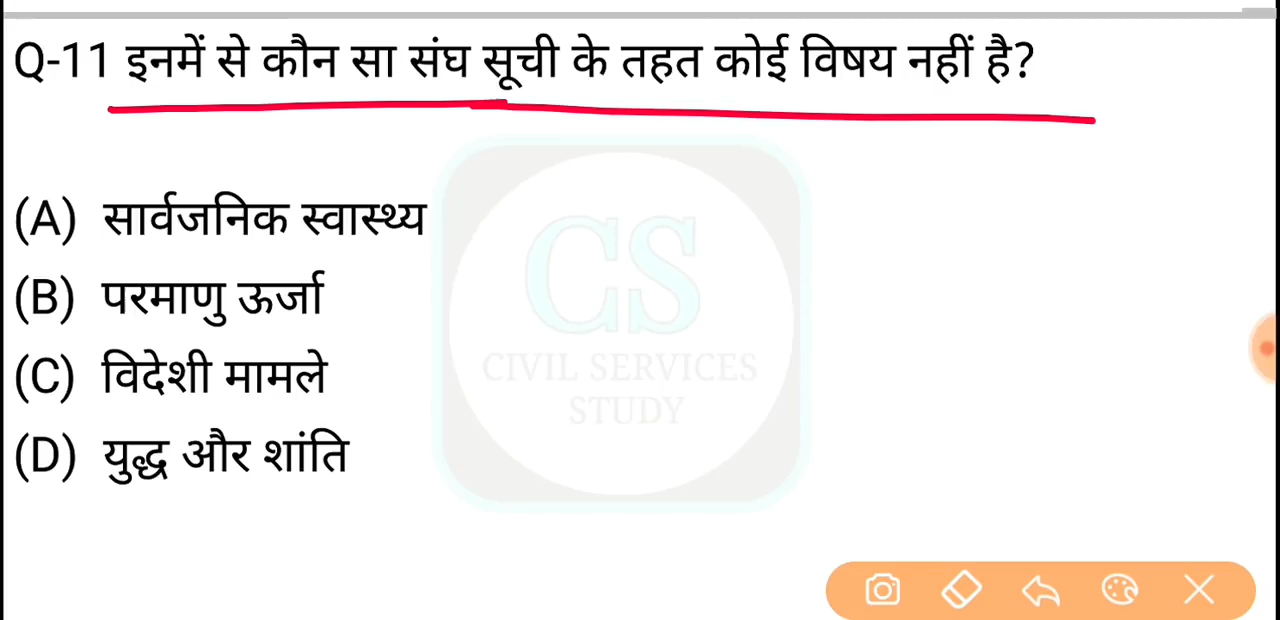 Q-11 इनमें से कौन सा संघ सूची के तहत कोई विषय नहीं है?
(A) सार्वजनिक स्वास्थ्य
(B) परमाणु ऊर्जा
(C) विदेशी मामले
(D) युद्ध और शांति
CS
CIVIL SERVICES
STUDY